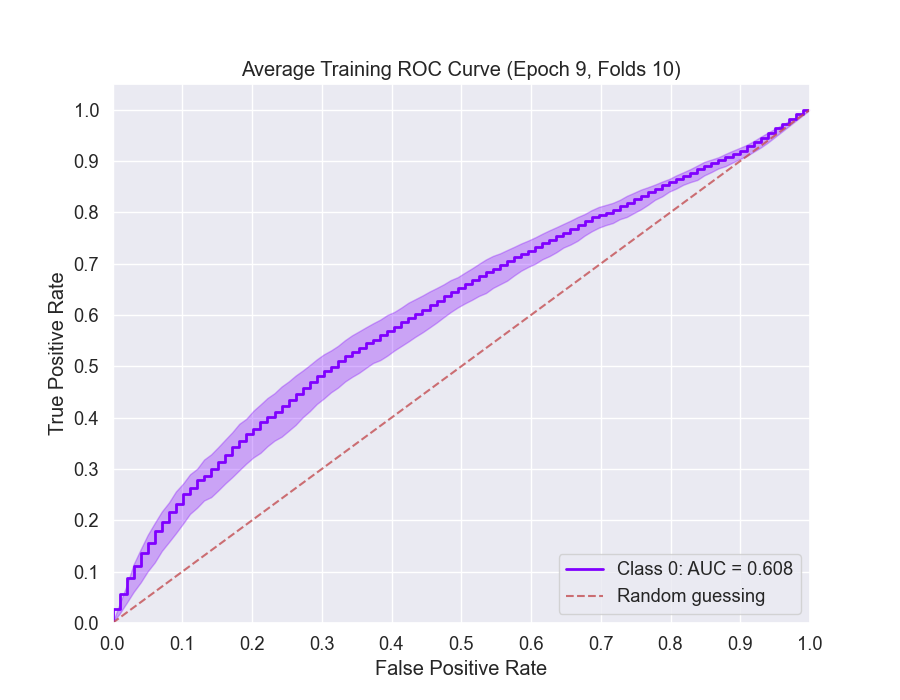 Average Training ROC Curve (Epoch 9, Folds 10)
True Positive Rate
1.0
0.9
0.8
0.7
0.6
0.5
0.4
0.3
0.2
0.1
0.0
Class 0: AUC = 0.608
Random guessing
0.0 0.1 0.2 0.3 0.4 0.5 0.6 0.7 0.8 0.9 1.0
False Positive Rate